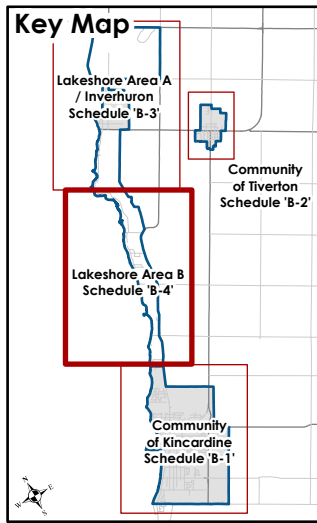 Key Map
Lakeshore Area A
/ Inverhuron
Schedule 'B-3'
Community
of Tiverton
Schedule 'B-2'
Lakeshore Area B
Schedule 'B-4'
Community
of Kincardine
Schedule 'B-1'
N
E
W
S